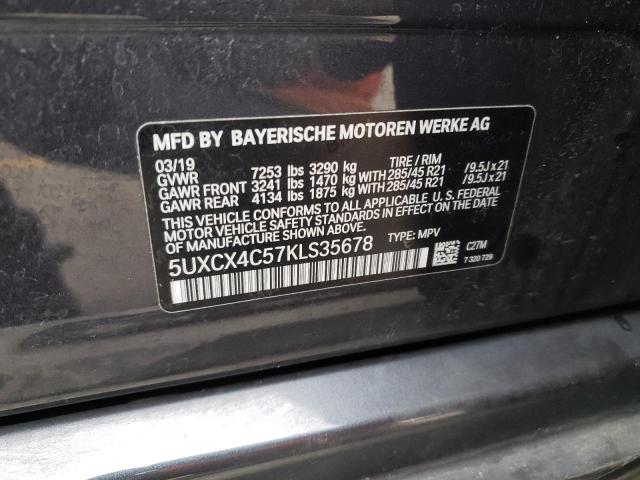 MFD BY BAYERISCHE MOTOREN WERKE AG
03/19 TIRE / RIM
GVWR 7253 lbs 3290 kg
GAWR FRONT 3241 lbs 1470 kg WITH 285/45 R21 /9.5J x 21
GAWR REAR 4134 lbs 1875 kg WITH 285/45 R21 /9.5J x 21
THIS VEHICLE CONFORMS TO ALL APPLICABLE U. S. FEDERAL
MOTOR VEHICLE SAFETY STANDARDS IN EFFECT ON THE DATE
OF MANUFACTURE SHOWN ABOVE.
5UXCX4C57KLS35678 TYPE: MPV
C27M
7 320 729